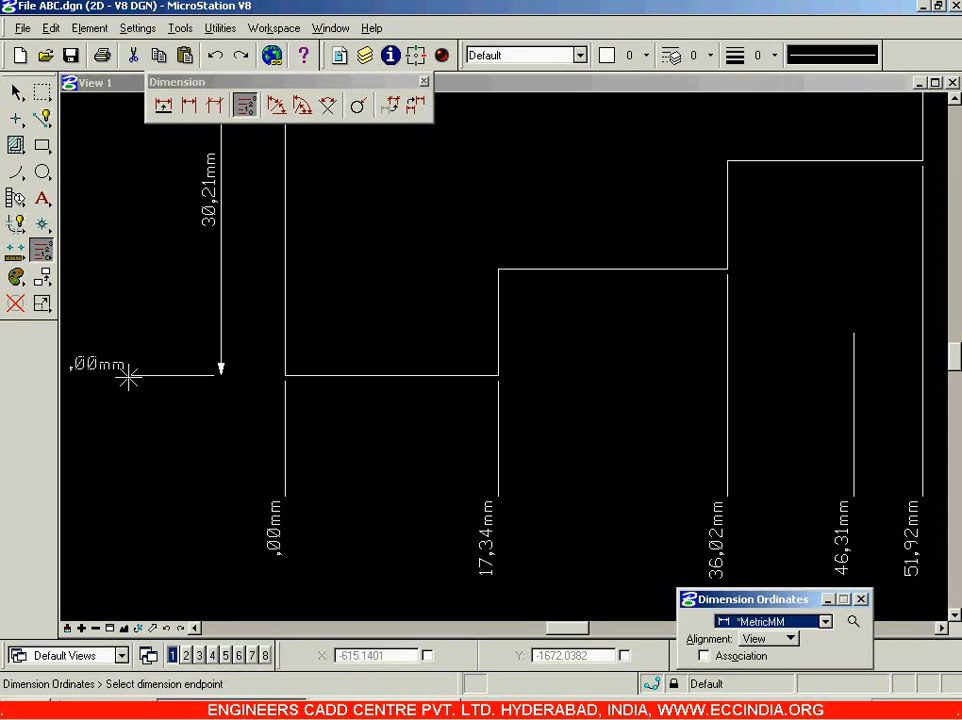 File ABC.dgn (2D - V8 DGN) - MicroStation V8
File Edit Element Settings Tools Utilities Workspace Window Help
Default 0 0 0
View 1
Dimension
30,21mm
,00mm
,00mm
17,34mm
36,02mm
46,31mm
51,92mm
Dimension Ordinates
*MetricMM
Alignment: View
Association
Default Views 1 2 3 4 5 6 7 8 X: -615.1401 Y: -1672.0382
Dimension Ordinates > Select dimension endpoint Default
ENGINEERS CADD CENTRE PVT. LTD. HYDERABAD, INDIA, WWW.ECCINDIA.ORG